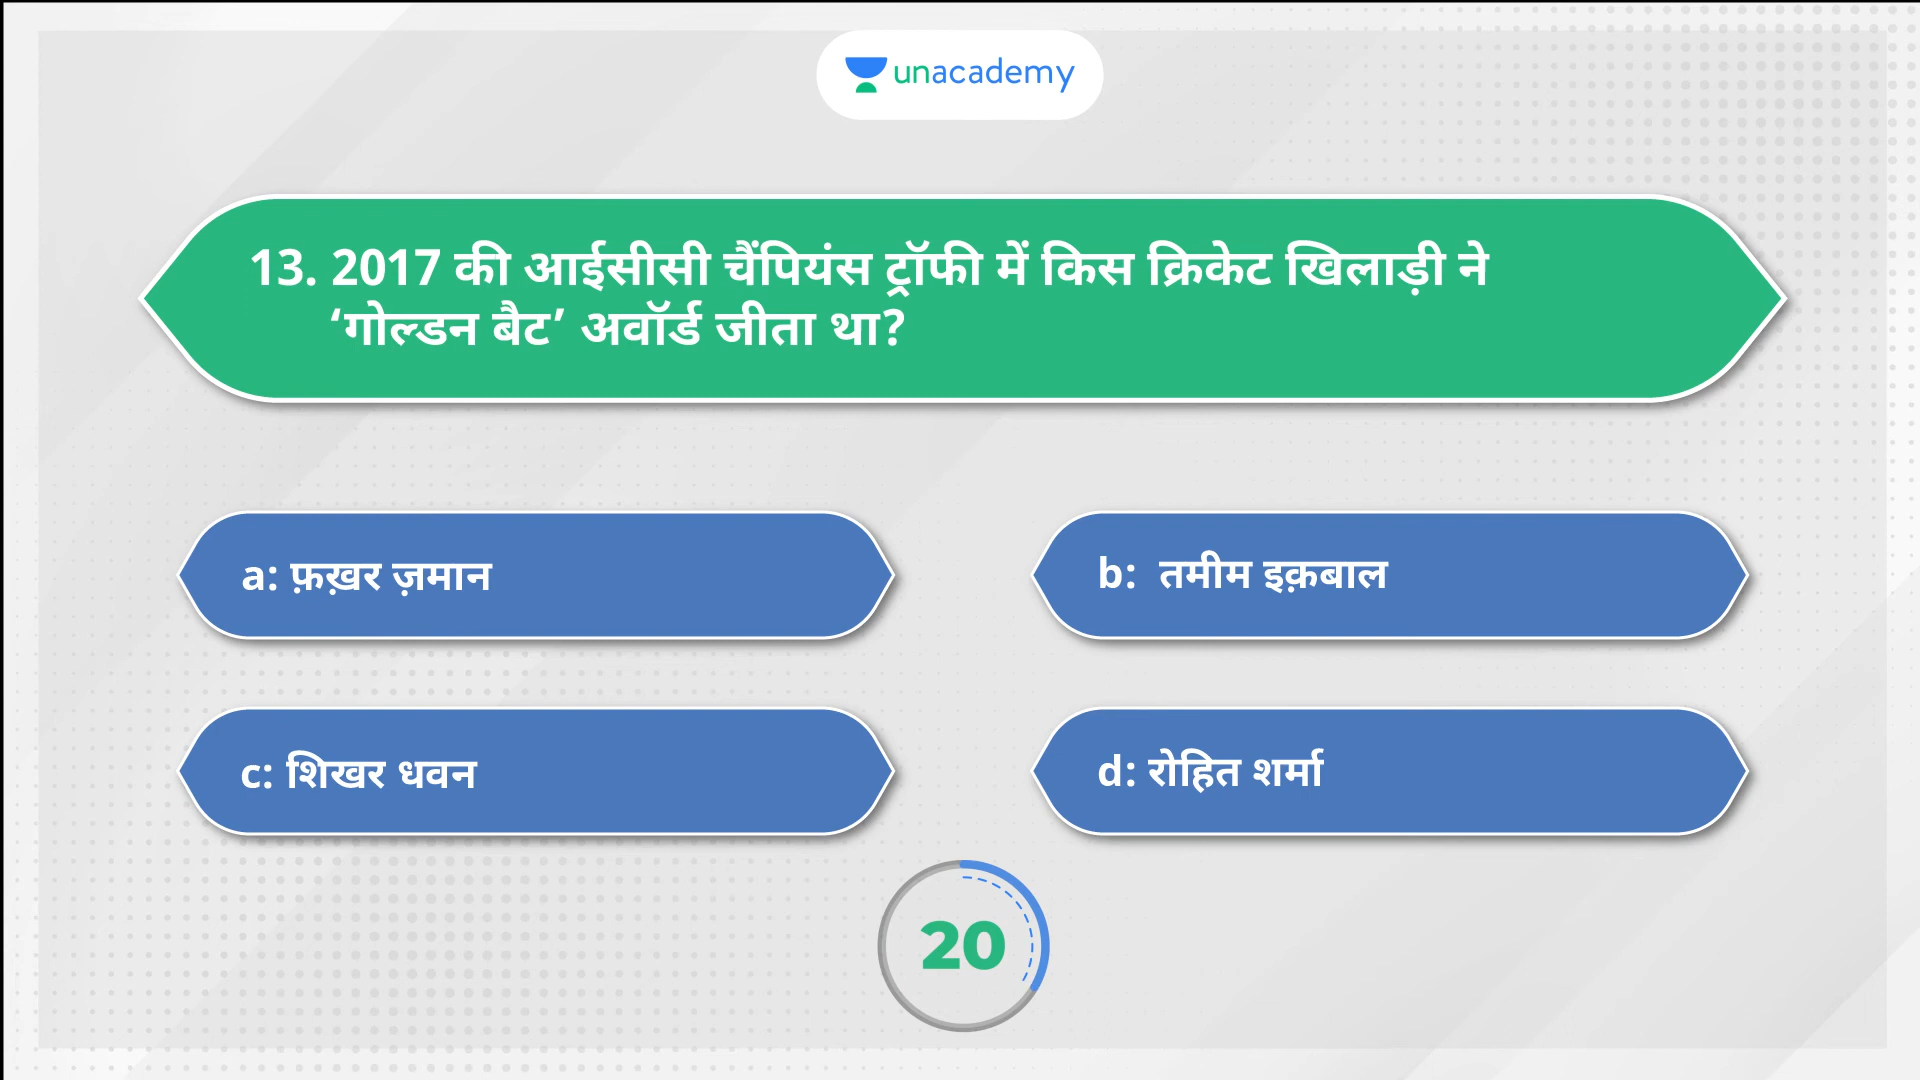 unacademy
13. 2017 की आईसीसी चैंपियंस ट्रॉफी में किस क्रिकेट खिलाड़ी ने
‘गोल्डन बैट’ अवॉर्ड जीता था?
a: फ़ख़र ज़मान
b: तमीम इक़बाल
c: शिखर धवन
d: रोहित शर्मा
20